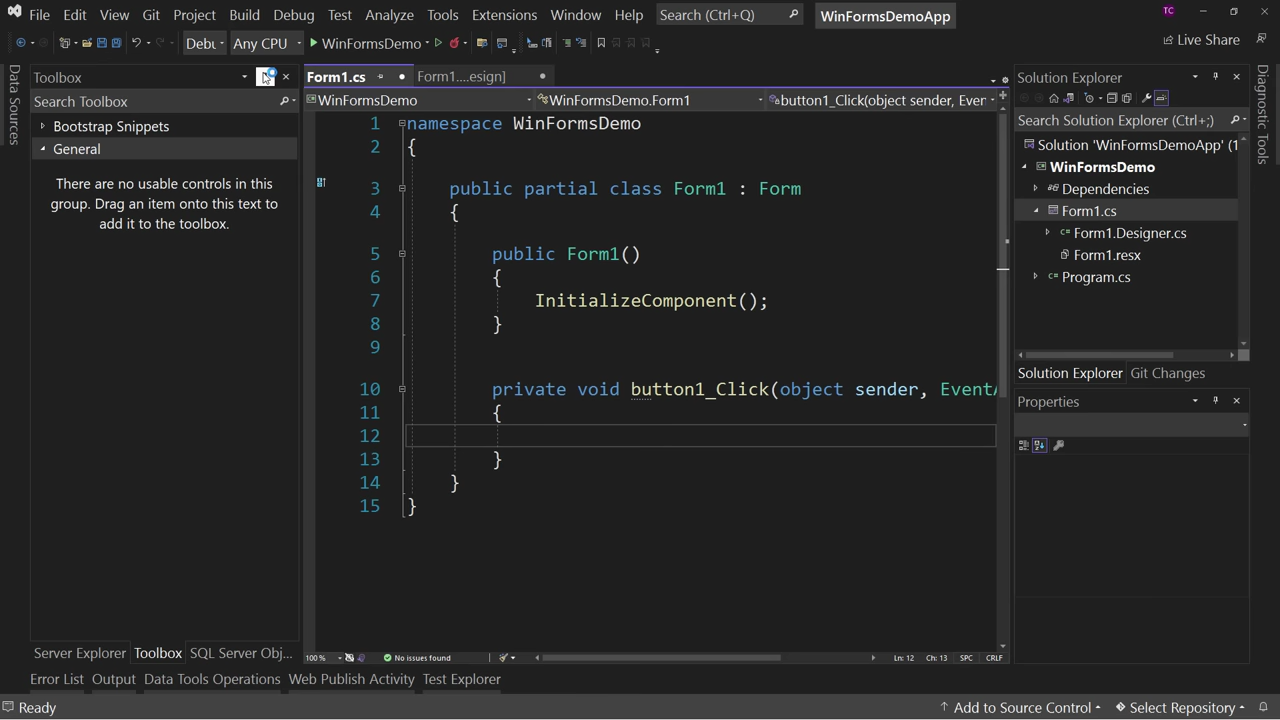 File Edit View Git Project Build Debug Test Analyze Tools Extensions Window Help Search (Ctrl+Q) WinFormsDemoApp TC
Any CPU WinFormsDemo Live Share
Data Sources
Toolbox
Search Toolbox
Bootstrap Snippets
General
There are no usable controls in this
group. Drag an item onto this text to
add it to the toolbox.
Server Explorer Toolbox SQL Server Obj...
Form1.cs Form1....esign]
WinFormsDemo WinFormsDemo.Form1 button1_Click(object sender, Even
1 namespace WinFormsDemo
2 {
3 public partial class Form1 : Form
4 {
5 public Form1()
6 {
7 InitializeComponent();
8 }
9
10 private void button1_Click(object sender, EventA
11 {
12
13 }
14 }
15 }
100% No issues found Ln: 12 Ch: 13 SPC CRLF
Solution Explorer
Search Solution Explorer (Ctrl+;)
Solution 'WinFormsDemoApp' (1
WinFormsDemo
Dependencies
Form1.cs
Form1.Designer.cs
Form1.resx
Program.cs
Solution Explorer Git Changes
Properties
Diagnostic Tools
Error List Output Data Tools Operations Web Publish Activity Test Explorer
Ready Add to Source Control Select Repository